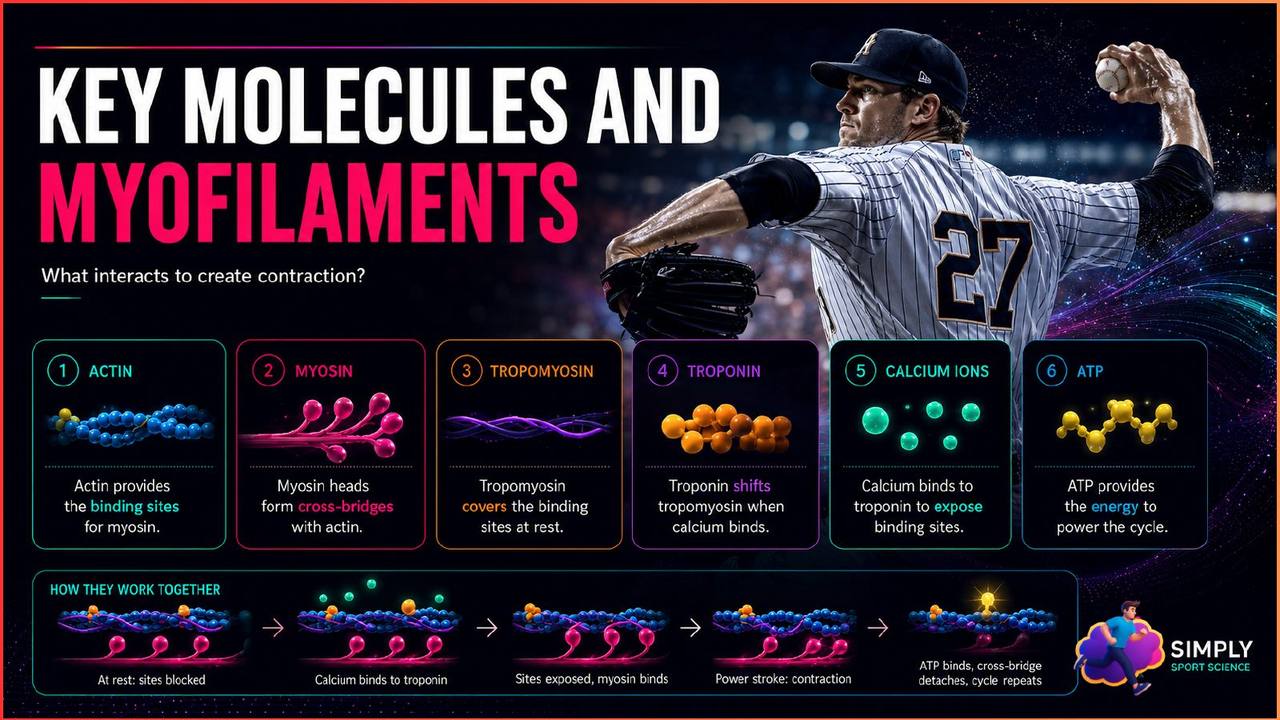 KEY MOLECULES AND
MYOFILAMENTS
What interacts to create contraction?
27
1 ACTIN
Actin provides
the binding sites
for myosin.
2 MYOSIN
Myosin heads
form cross-bridges
with actin.
3 TROPOMYOSIN
Tropomyosin
covers the binding
sites at rest.
4 TROPONIN
Troponin shifts
tropomyosin when
calcium binds.
5 CALCIUM IONS
Calcium binds to
troponin to expose
binding sites.
6 ATP
ATP provides
the energy to
power the cycle.
HOW THEY WORK TOGETHER
At rest: sites blocked
Calcium binds to troponin
Sites exposed, myosin binds
Power stroke: contraction
ATP binds, cross-bridge
detaches, cycle repeats
SIMPLY
SPORT SCIENCE